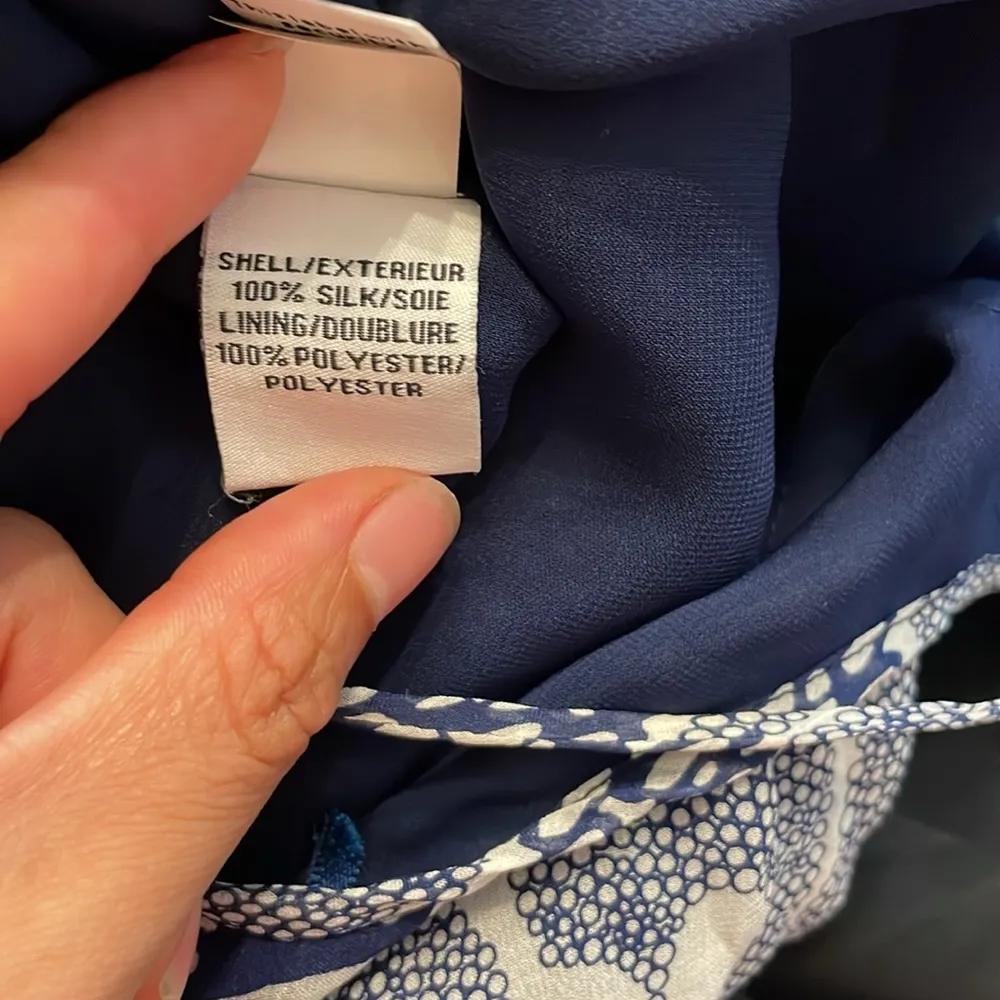 SHELL/EXTERIEUR
100% SILK/SOIE
LINING/DOUBLURE
100% POLYESTER/
POLYESTER